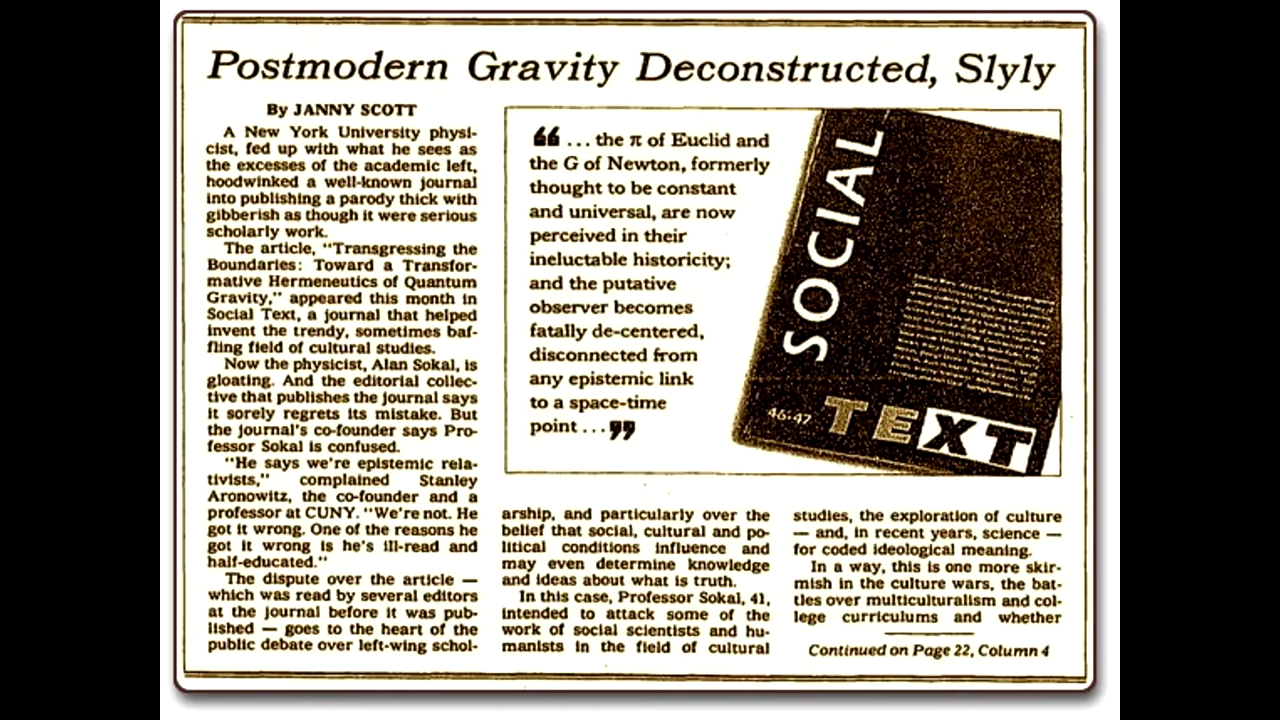 Postmodern Gravity Deconstructed, Slyly
By JANNY SCOTT
A New York University physi-
cist, fed up with what he sees as
the excesses of the academic left,
hoodwinked a well-known journal
into publishing a parody thick with
gibberish as though it were serious
scholarly work.
The article, "Transgressing the
Boundaries: Toward a Transfor-
mative Hermeneutics of Quantum
Gravity," appeared this month in
Social Text, a journal that helped
invent the trendy, sometimes baf-
fling field of cultural studies.
Now the physicist, Alan Sokal, is
gloating. And the editorial collec-
tive that publishes the journal says
it sorely regrets its mistake. But
the journal's co-founder says Pro-
fessor Sokal is confused.
"He says we're epistemic rela-
tivists," complained Stanley
Aronowitz, the co-founder and a
professor at CUNY. "We're not. He
got it wrong. One of the reasons he
got it wrong is he's ill-read and
half-educated."
The dispute over the article —
which was read by several editors
at the journal before it was pub-
lished — goes to the heart of the
public debate over left-wing schol-
“ ... the π of Euclid and
the G of Newton, formerly
thought to be constant
and universal, are now
perceived in their
ineluctable historicity;
and the putative
observer becomes
fatally de-centered,
disconnected from
any epistemic link
to a space-time
point ... ”
SOCIAL
46-47
TEXT
arship, and particularly over the
belief that social, cultural and po-
litical conditions influence and
may even determine knowledge
and ideas about what is truth.
In this case, Professor Sokal, 41,
intended to attack some of the
work of social scientists and hu-
manists in the field of cultural
studies, the exploration of culture
— and, in recent years, science —
for coded ideological meaning.
In a way, this is one more skir-
mish in the culture wars, the bat-
tles over multiculturalism and col-
lege curriculums and whether
Continued on Page 22, Column 4